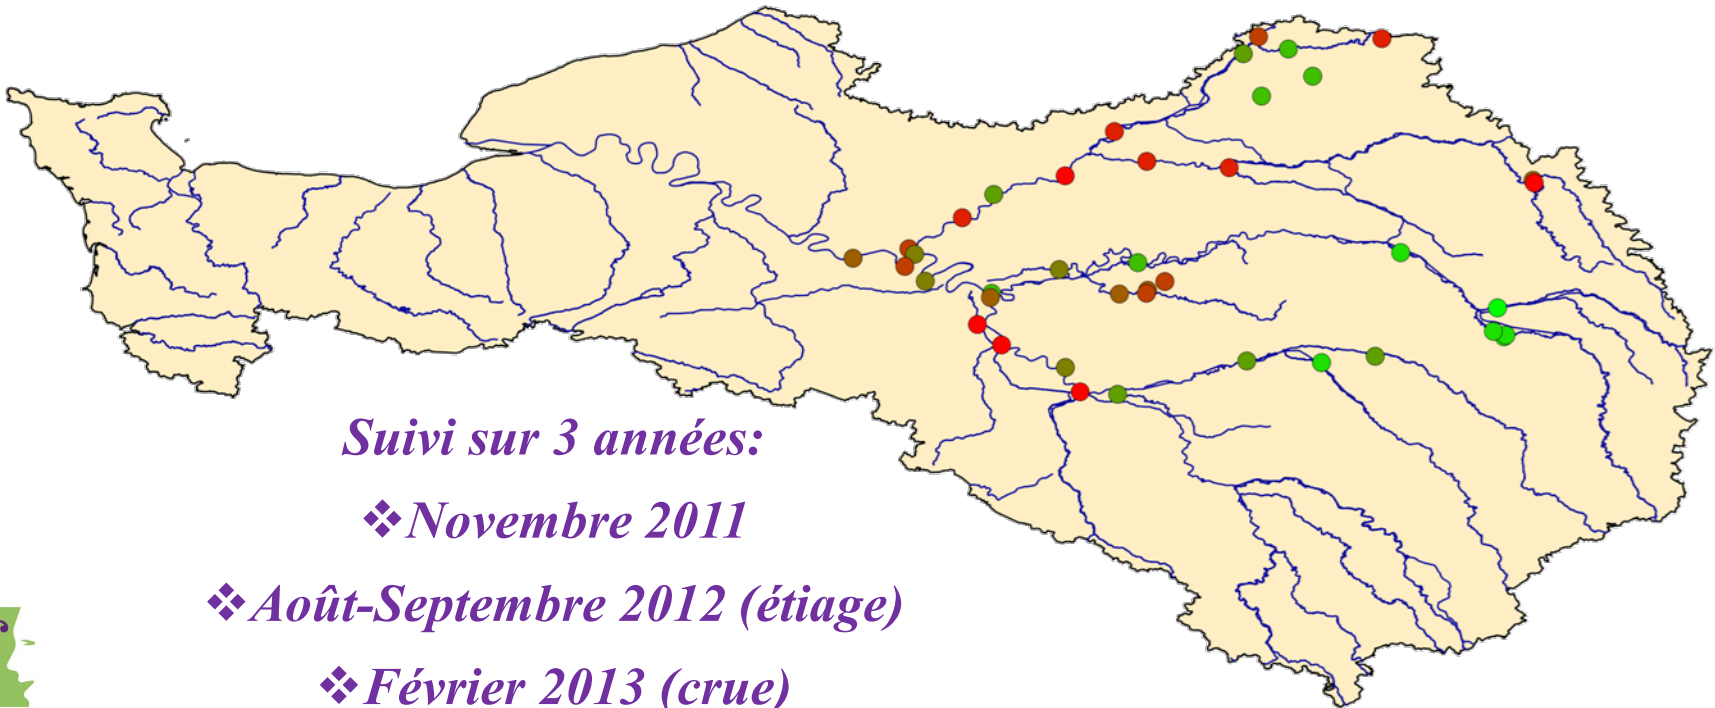 Suivi sur 3 années:
❖Novembre 2011
❖Août-Septembre 2012 (étiage)
❖Février 2013 (crue)